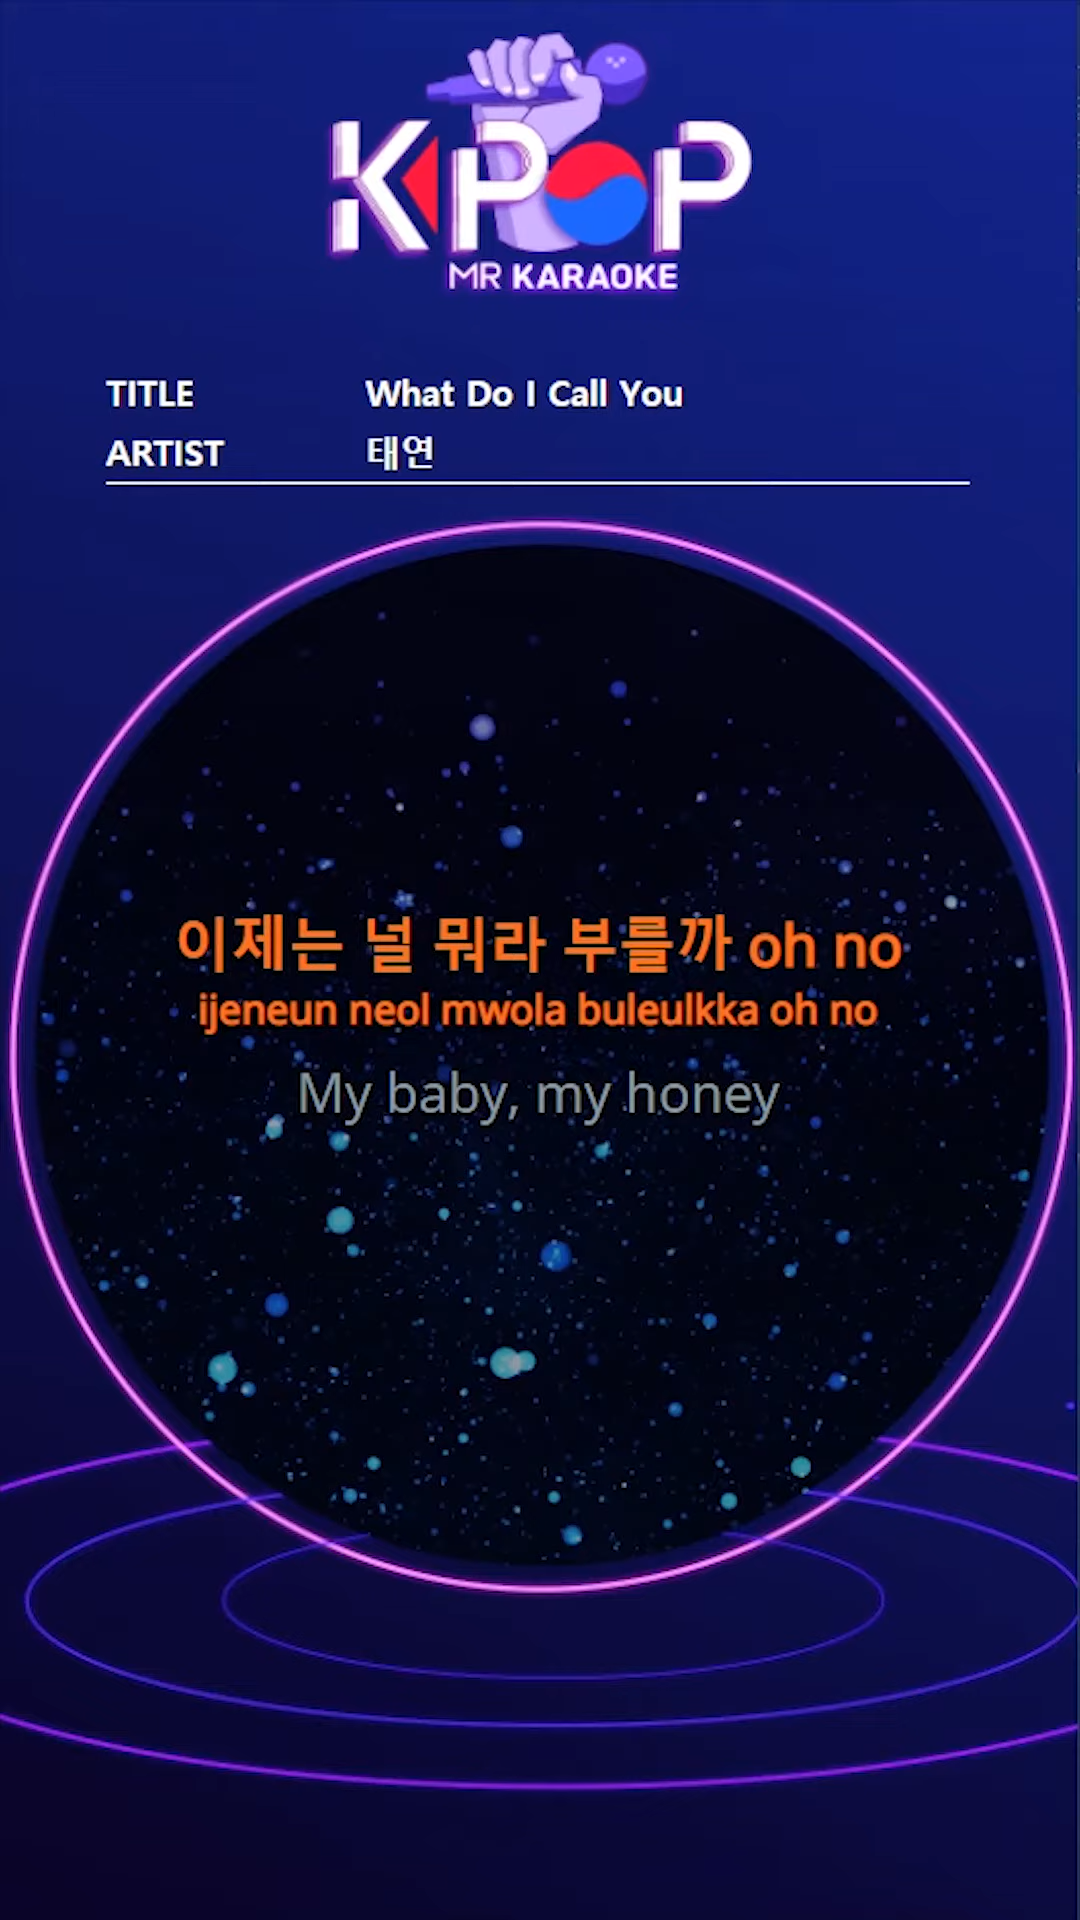 KPOP
MR KARAOKE
TITLE What Do I Call You
ARTIST 태연
이제는 널 뭐라 부를까 oh no
ijeneun neol mwola buleulkka oh no
My baby, my honey